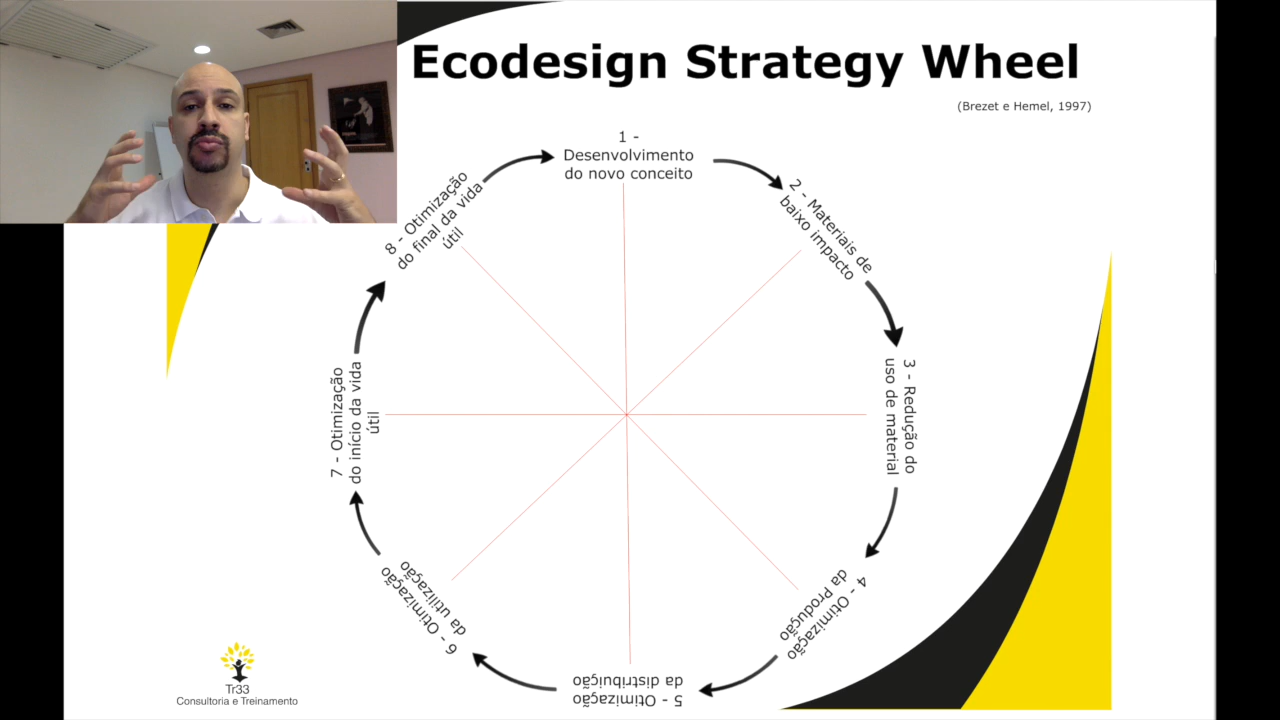 Ecodesign Strategy Wheel
(Brezet e Hemel, 1997)
1 -
Desenvolvimento
do novo conceito
2 - Materiais de
baixo impacto
3 - Redução do
uso de material
4 - Otimização
da Produção
5 - Otimização
da distribuição
6 - Otimização
da utilização
7 - Otimização
do início da vida
útil
8 - Otimização
do final da vida
útil
Tr33
Consultoria e Treinamento